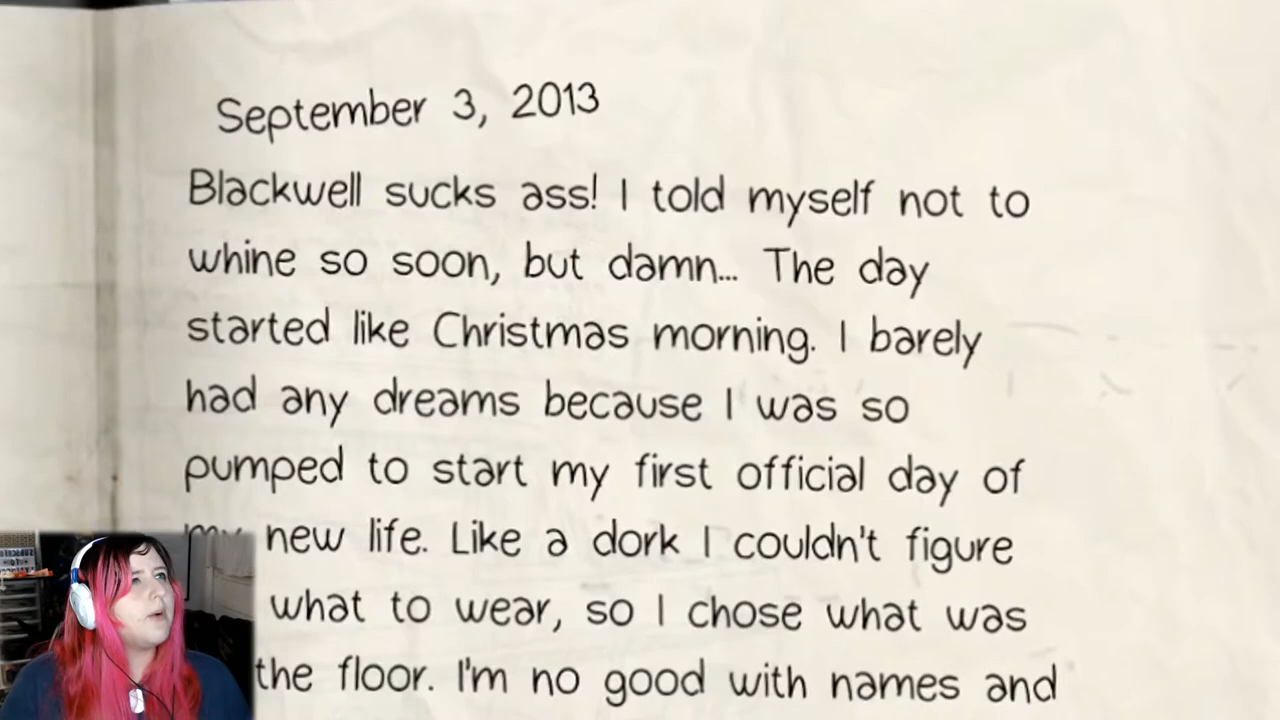 September 3, 2013
Blackwell sucks ass! I told myself not to
whine so soon, but damn... The day
started like Christmas morning. I barely
had any dreams because I was so
pumped to start my first official day of
my new life. Like a dork I couldn't figure
what to wear, so I chose what was
the floor. I'm no good with names and